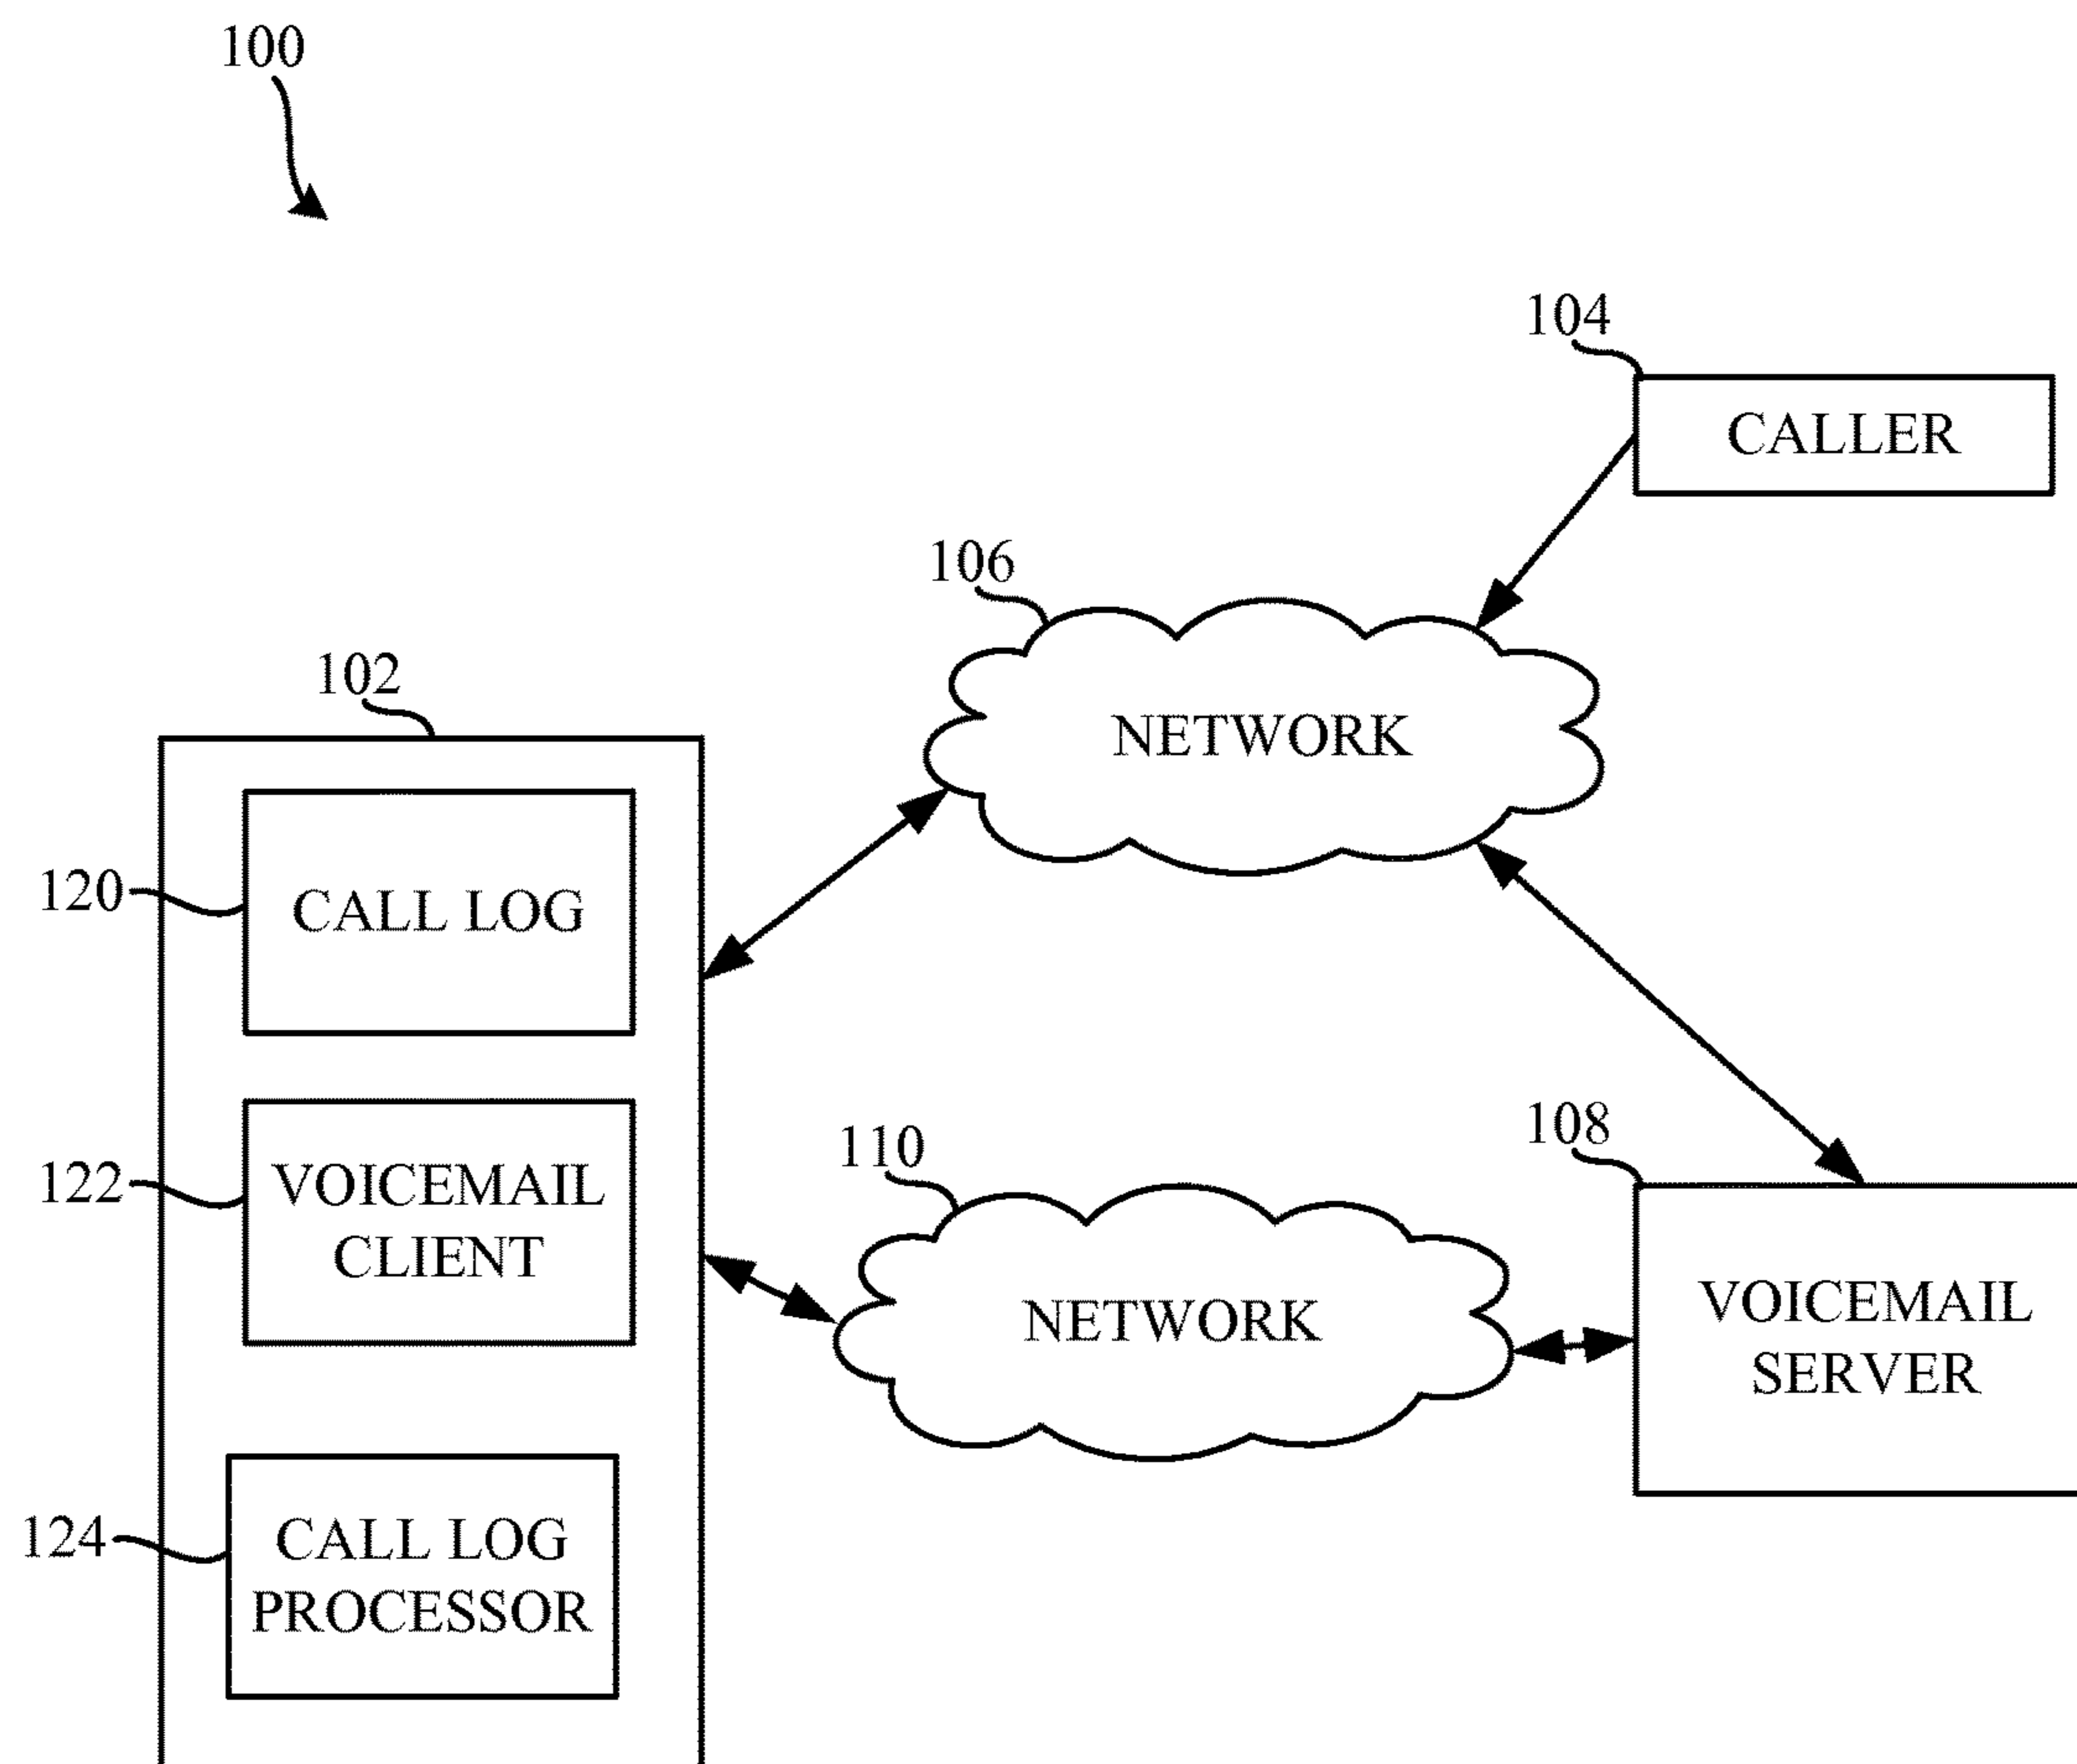 100
104
CALLER
106
NETWORK
102
120
CALL LOG
122
VOICEMAIL
CLIENT
110
NETWORK
108
VOICEMAIL
SERVER
124
CALL LOG
PROCESSOR